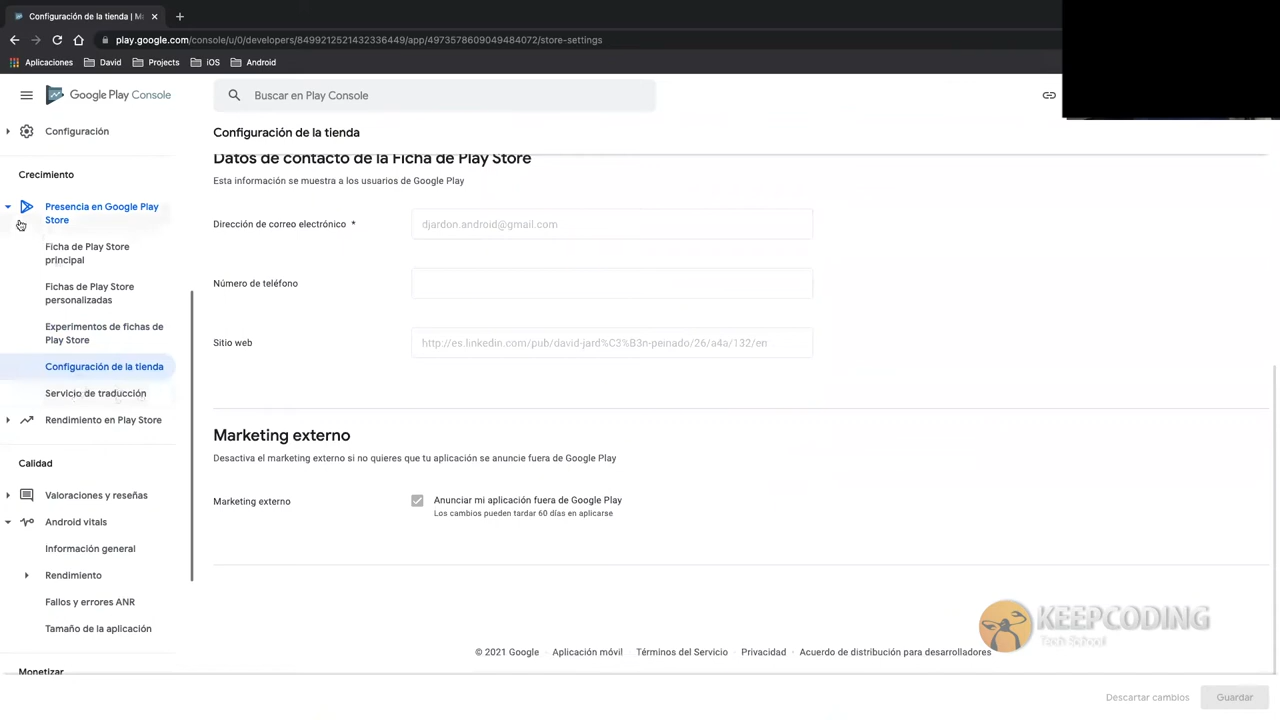 Configuración de la tienda | Ma
play.google.com/console/u/0/developers/8499212521432336449/app/4973578609049484072/store-settings
Aplicaciones David Projects iOS Android
Google Play Console
Buscar en Play Console
Configuración
Crecimiento
Presencia en Google Play
Store
Ficha de Play Store
principal
Fichas de Play Store
personalizadas
Experimentos de fichas de
Play Store
Configuración de la tienda
Servicio de traducción
Rendimiento en Play Store
Calidad
Valoraciones y reseñas
Android vitals
Información general
Rendimiento
Fallos y errores ANR
Tamaño de la aplicación
Monetizar
Configuración de la tienda
Datos de contacto de la Ficha de Play Store
Esta información se muestra a los usuarios de Google Play
Dirección de correo electrónico *
djardon.android@gmail.com
Número de teléfono
Sitio web
http://es.linkedin.com/pub/david-jard%C3%B3n-peinado/26/a4a/132/en
Marketing externo
Desactiva el marketing externo si no quieres que tu aplicación se anuncie fuera de Google Play
Marketing externo
Anunciar mi aplicación fuera de Google Play
Los cambios pueden tardar 60 días en aplicarse
KEEPCODING
Tech School
© 2021 Google · Aplicación móvil · Términos del Servicio · Privacidad · Acuerdo de distribución para desarrolladores
Descartar cambios
Guardar